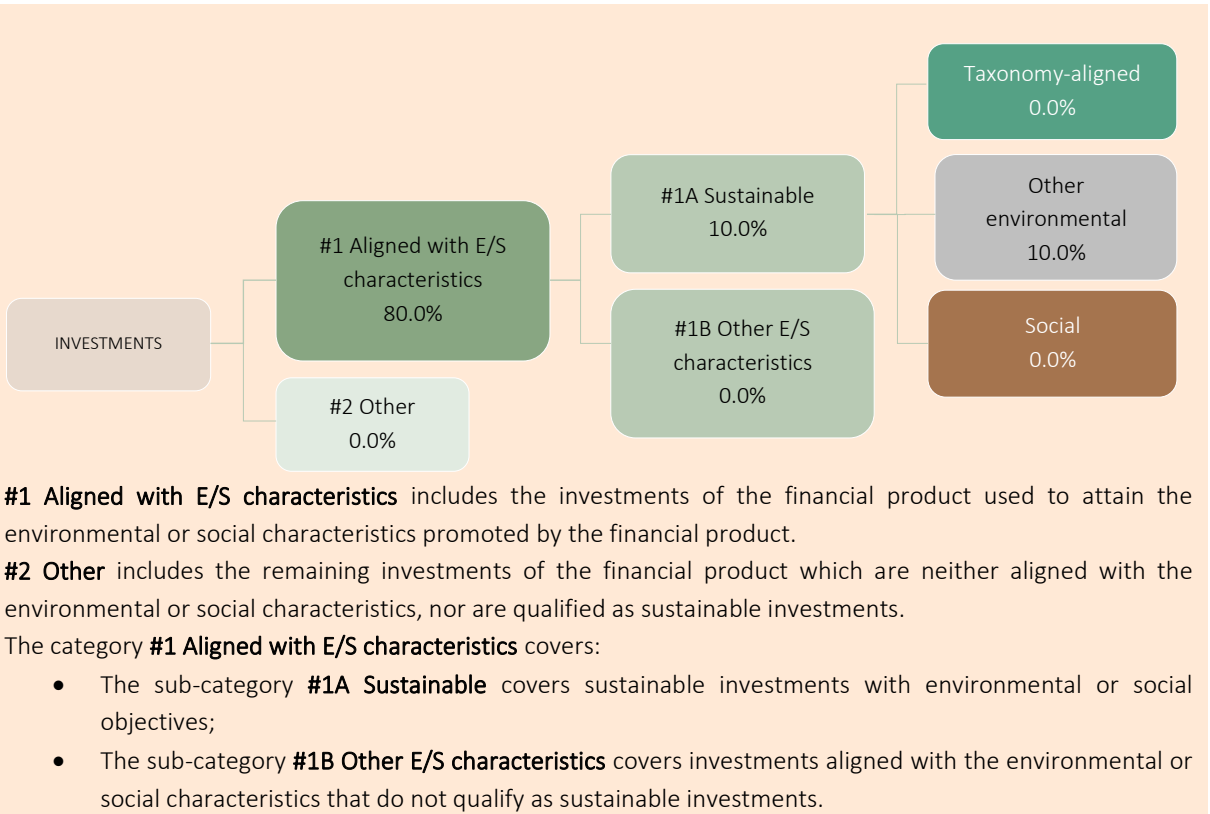 Taxonomy-aligned
0.0%
#1A Sustainable
10.0%
Other
environmental
10.0%
#1 Aligned with E/S
characteristics
80.0%
INVESTMENTS
#1B Other E/S
characteristics
0.0%
Social
0.0%
#2 Other
0.0%
#1 Aligned with E/S characteristics includes the investments of the financial product used to attain the
environmental or social characteristics promoted by the financial product.
#2 Other includes the remaining investments of the financial product which are neither aligned with the
environmental or social characteristics, nor are qualified as sustainable investments.
The category #1 Aligned with E/S characteristics covers:
• The sub-category #1A Sustainable covers sustainable investments with environmental or social
objectives;
• The sub-category #1B Other E/S characteristics covers investments aligned with the environmental or
social characteristics that do not qualify as sustainable investments.